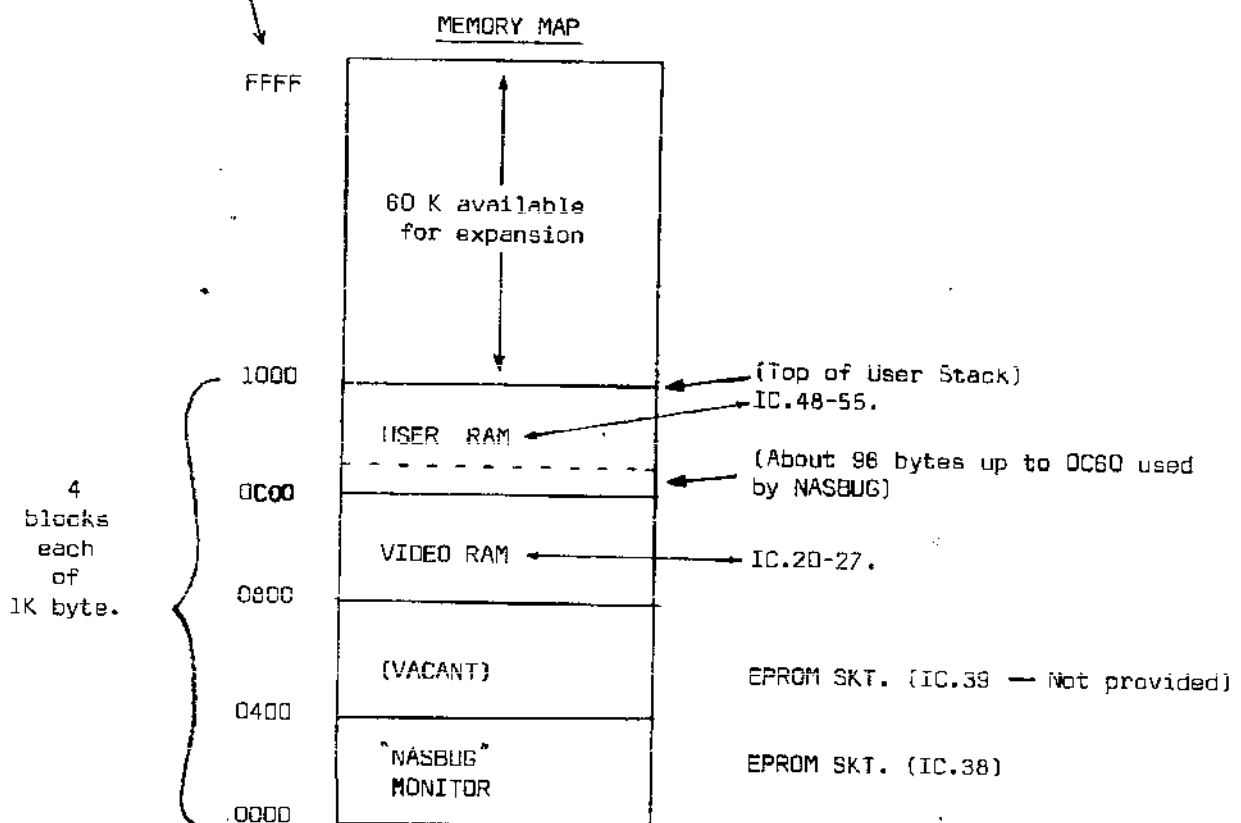 MEMORY MAP
FFFF
60 K available
for expansion
1000
(Top of User Stack)
IC.48-55.
USER RAM
(About 96 bytes up to 0C60 used
by NASBUG)
0C00
4
blocks
each
of
1K byte.
VIDEO RAM
IC.20-27.
0800
(VACANT)
EPROM SKT. (IC.39 — Not provided)
0400
"NASBUG"
MONITOR
EPROM SKT. (IC.38)
0000